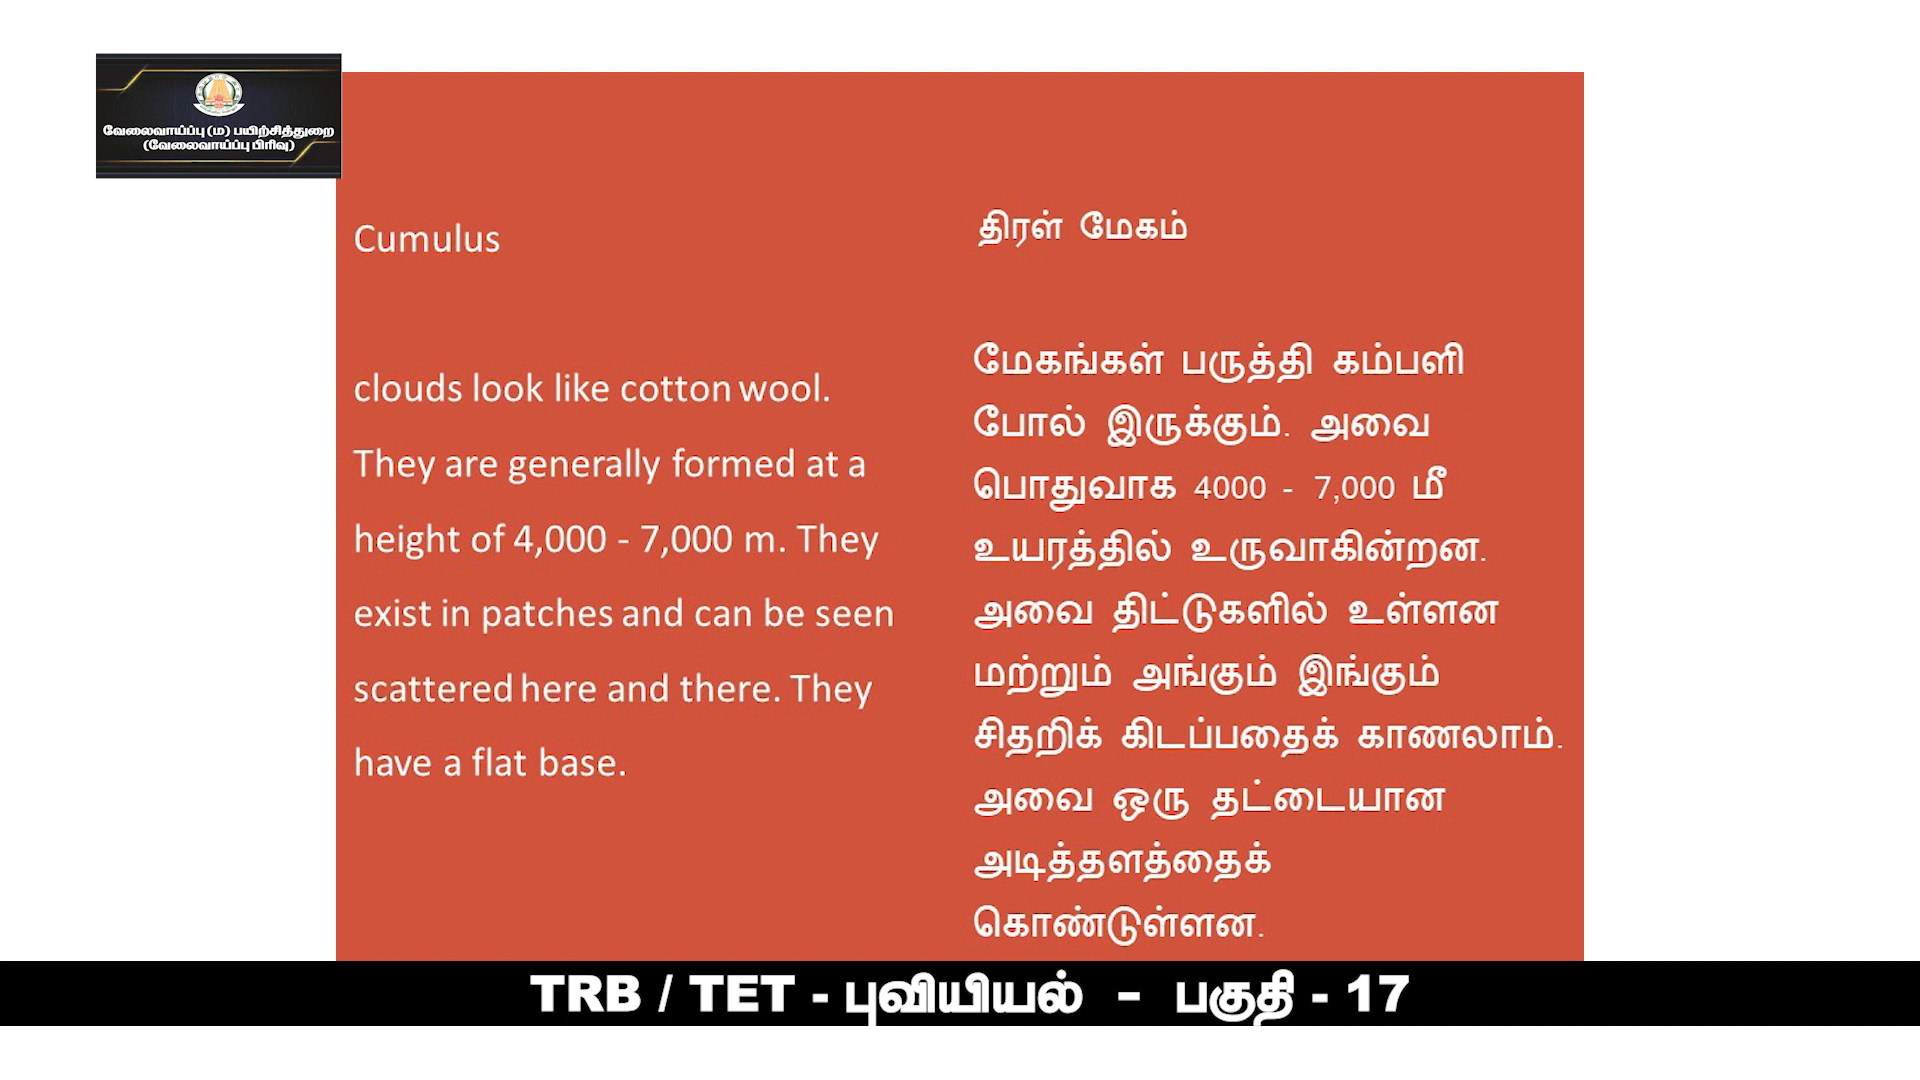 வேலைவாய்ப்பு (ம) பயிற்சித்துறை
(வேலைவாய்ப்பு பிரிவு)
Cumulus
clouds look like cotton wool.
They are generally formed at a
height of 4,000 - 7,000 m. They
exist in patches and can be seen
scattered here and there. They
have a flat base.
திரள் மேகம்
மேகங்கள் பருத்தி கம்பளி
போல் இருக்கும். அவை
பொதுவாக 4000 - 7,000 மீ
உயரத்தில் உருவாகின்றன.
அவை திட்டுகளில் உள்ளன
மற்றும் அங்கும் இங்கும்
சிதறிக் கிடப்பதைக் காணலாம்.
அவை ஒரு தட்டையான
அடித்தளத்தைக்
கொண்டுள்ளன.
TRB / TET - புவியியல் - பகுதி - 17